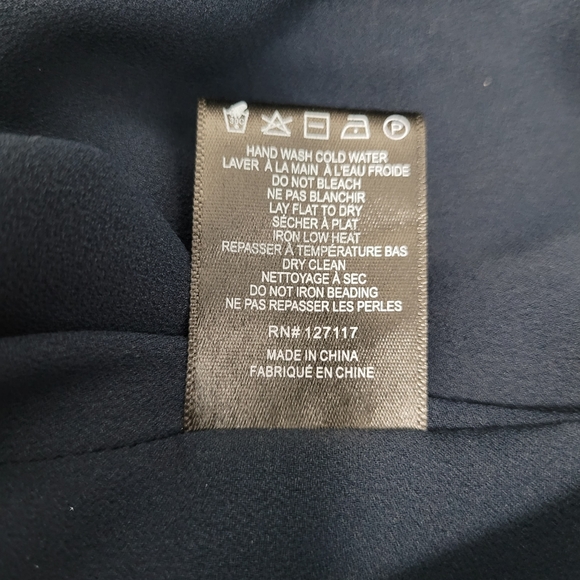 P
HAND WASH COLD WATER
LAVER À LA MAIN À L'EAU FROIDE
DO NOT BLEACH
NE PAS BLANCHIR
LAY FLAT TO DRY
SÉCHER À PLAT
IRON LOW HEAT
REPASSER À TEMPÉRATURE BAS
DRY CLEAN
NETTOYAGE À SEC
DO NOT IRON BEADING
NE PAS REPASSER LES PERLES
RN# 127117
MADE IN CHINA
FABRIQUÉ EN CHINE